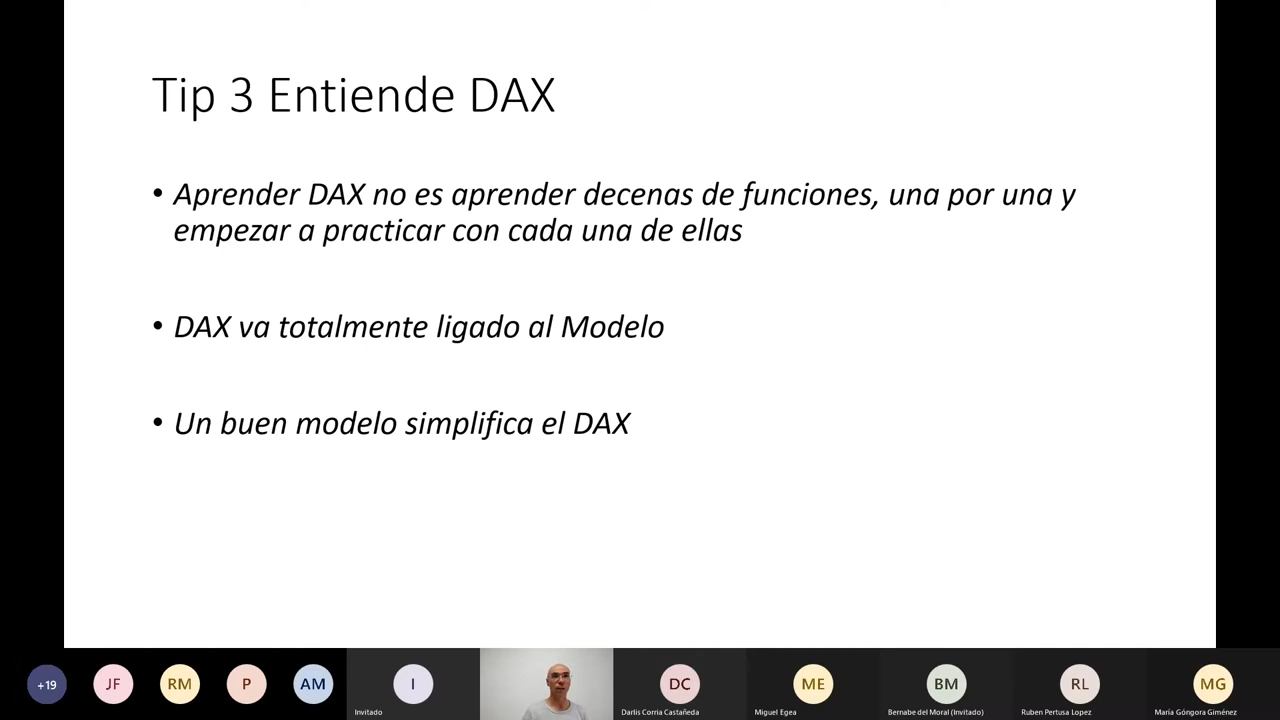 Tip 3 Entiende DAX
• Aprender DAX no es aprender decenas de funciones, una por una y
empezar a practicar con cada una de ellas
• DAX va totalmente ligado al Modelo
• Un buen modelo simplifica el DAX
+19
JF
RM
P
AM
I
Invitado
DC
Darlis Corria Castañeda
ME
Miguel Egea
BM
Bernabe del Moral (Invitado)
RL
Ruben Pertusa Lopez
MG
María Góngora Giménez